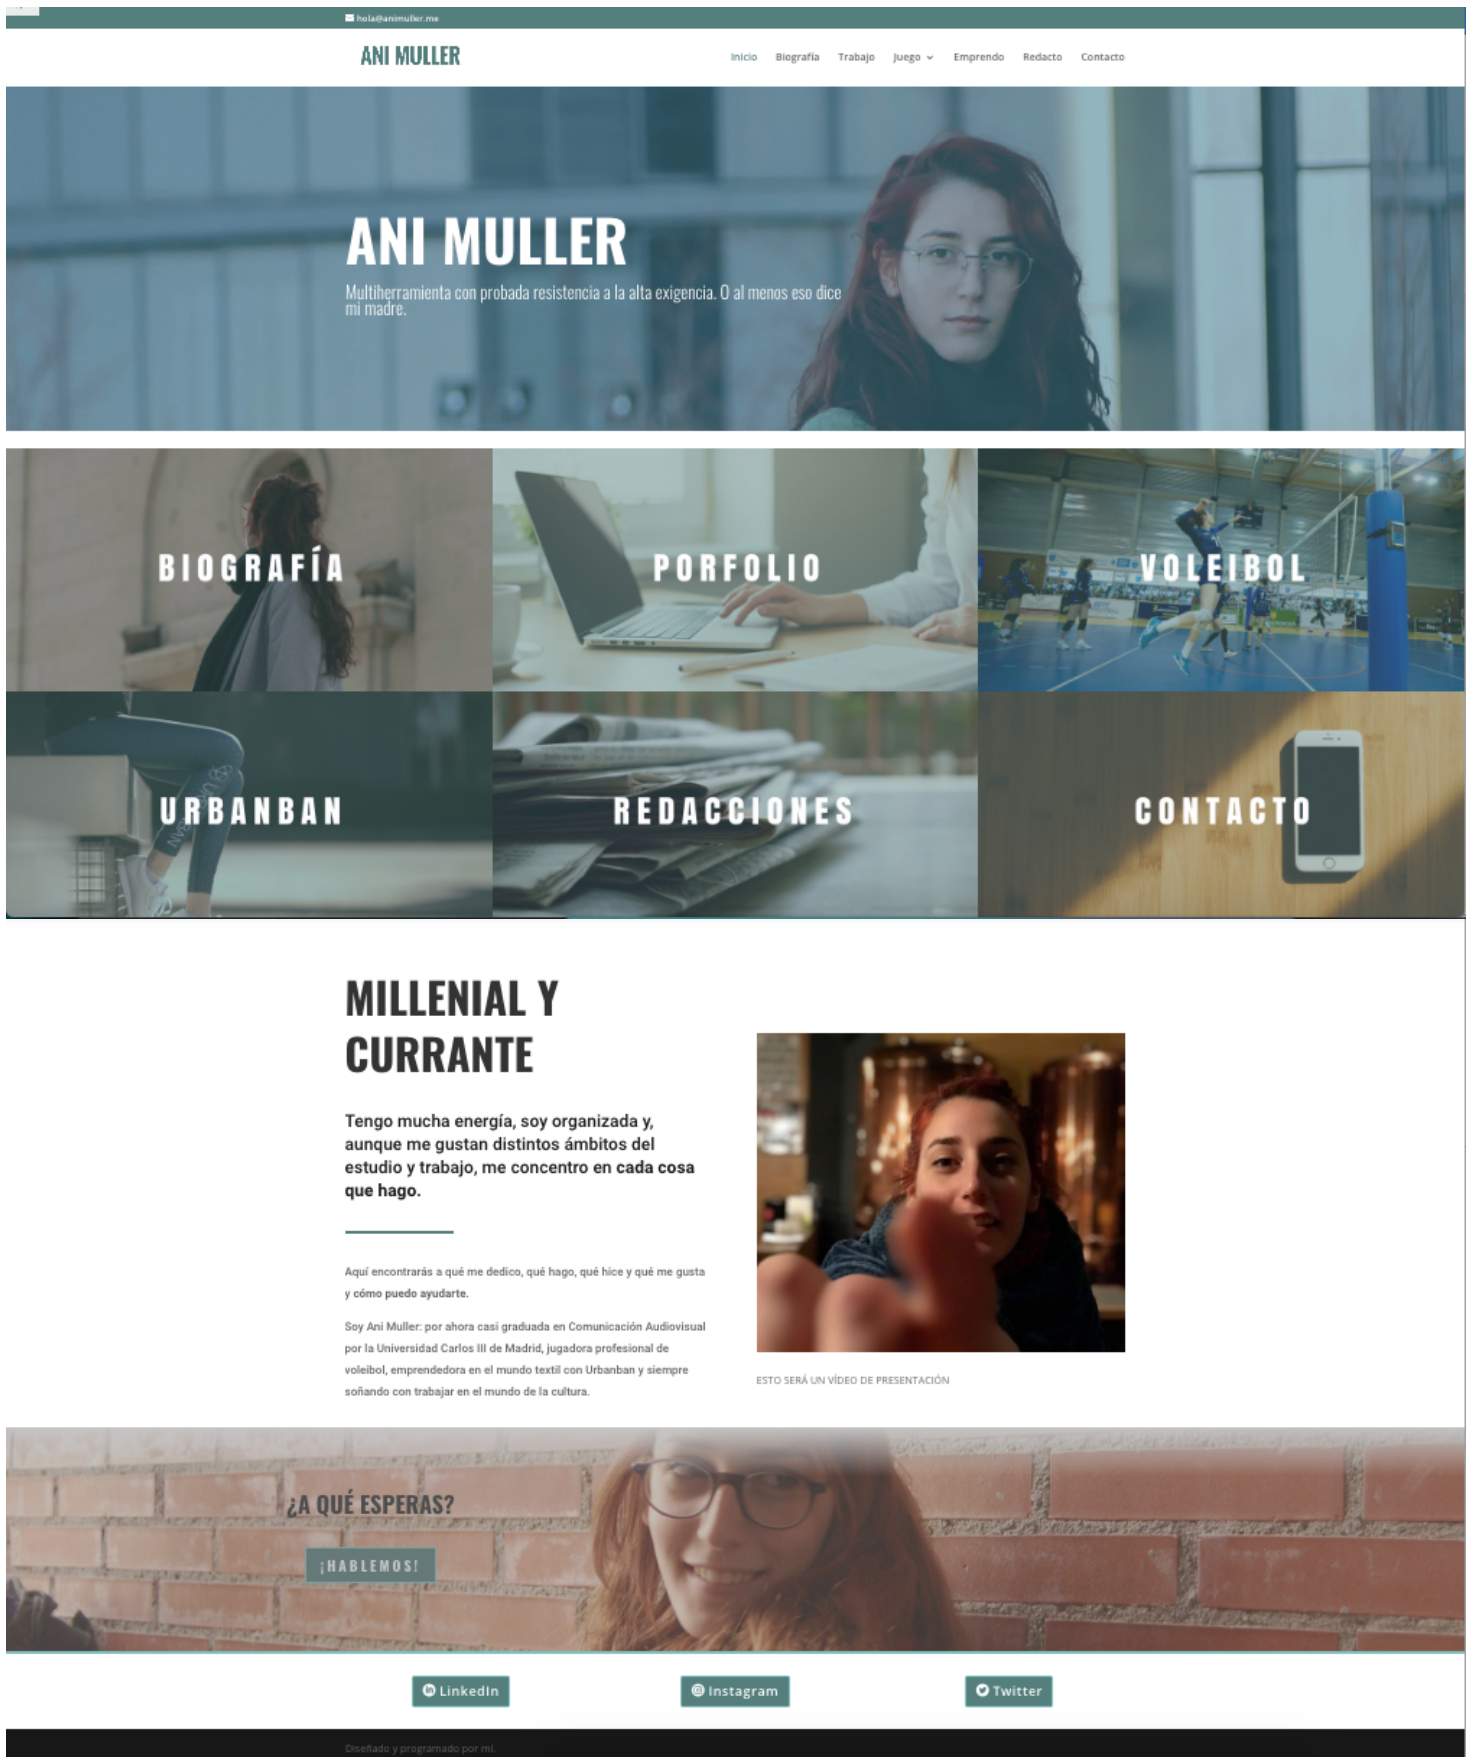 hola@animuller.me
ANI MULLER
Inicio Biografía Trabajo Juego Emprendo Redacto Contacto
ANI MULLER
Multiherramienta con probada resistencia a la alta exigencia. O al menos eso dice
mi madre.
BIOGRAFÍA PORFOLIO VOLEIBOL
URBANBAN REDACCIONES CONTACTO
MILLENIAL Y
CURRANTE
Tengo mucha energía, soy organizada y,
aunque me gustan distintos ámbitos del
estudio y trabajo, me concentro en cada cosa
que hago.
Aquí encontrarás a qué me dedico, qué hago, qué hice y qué me gusta
y cómo puedo ayudarte.
Soy Ani Muller: por ahora casi graduada en Comunicación Audiovisual
por la Universidad Carlos III de Madrid, jugadora profesional de
voleibol, emprendedora en el mundo textil con Urbanban y siempre
soñando con trabajar en el mundo de la cultura.
ESTO SERÁ UN VÍDEO DE PRESENTACIÓN
¿A QUÉ ESPERAS?
¡HABLEMOS!
LinkedIn Instagram Twitter
Diseñado y programado por mi.